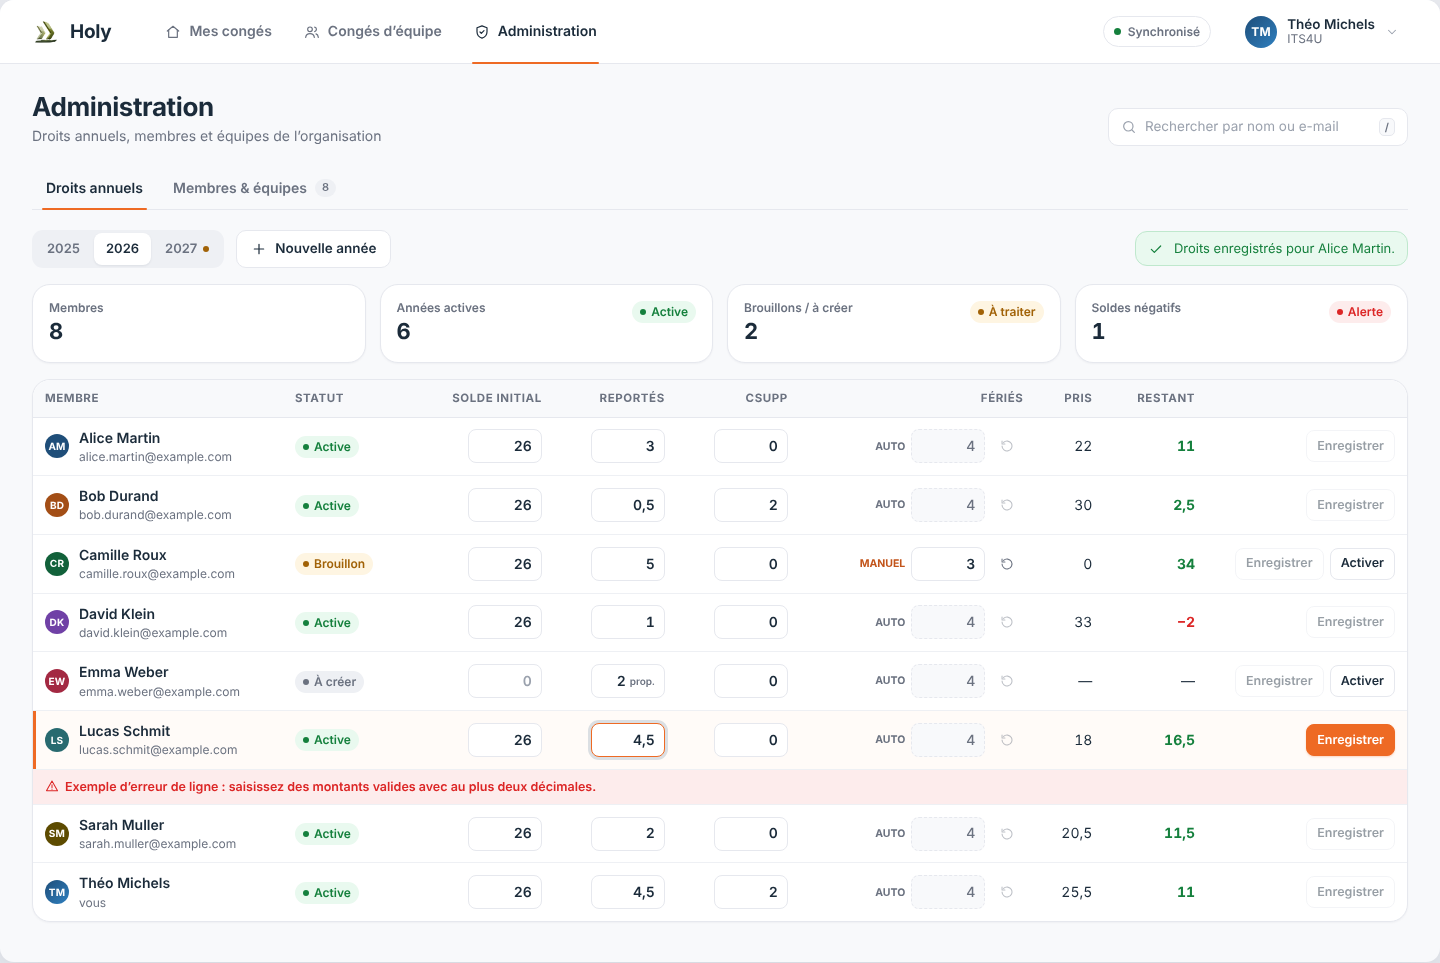 Holy
Mes congés
Congés d’équipe
Administration
Synchronisé
TM
Théo Michels
ITS4U
Administration
Droits annuels, membres et équipes de l’organisation
Rechercher par nom ou e-mail
/
Droits annuels
Membres & équipes 8
2025
2026
2027
Nouvelle année
Droits enregistrés pour Alice Martin.
Membres
8
Années actives
6
Active
Brouillons / à créer
2
À traiter
Soldes négatifs
1
Alerte
MEMBRE STATUT SOLDE INITIAL REPORTÉS CSUPP FÉRIÉS PRIS RESTANT
AM Alice Martin
alice.martin@example.com
Active 26 3 0 AUTO 4 22 11 Enregistrer
BD Bob Durand
bob.durand@example.com
Active 26 0,5 2 AUTO 4 30 2,5 Enregistrer
CR Camille Roux
camille.roux@example.com
Brouillon 26 5 0 MANUEL 3 0 34 Enregistrer Activer
DK David Klein
david.klein@example.com
Active 26 1 0 AUTO 4 33 −2 Enregistrer
EW Emma Weber
emma.weber@example.com
À créer 0 2 prop. 0 AUTO 4 — — Enregistrer Activer
LS Lucas Schmit
lucas.schmit@example.com
Active 26 4,5 0 AUTO 4 18 16,5 Enregistrer
Exemple d’erreur de ligne : saisissez des montants valides avec au plus deux décimales.
SM Sarah Muller
sarah.muller@example.com
Active 26 2 0 AUTO 4 20,5 11,5 Enregistrer
TM Théo Michels
vous
Active 26 4,5 2 AUTO 4 25,5 11 Enregistrer